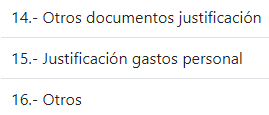 14.- Otros documentos justificación
15.- Justificación gastos personal
16.- Otros